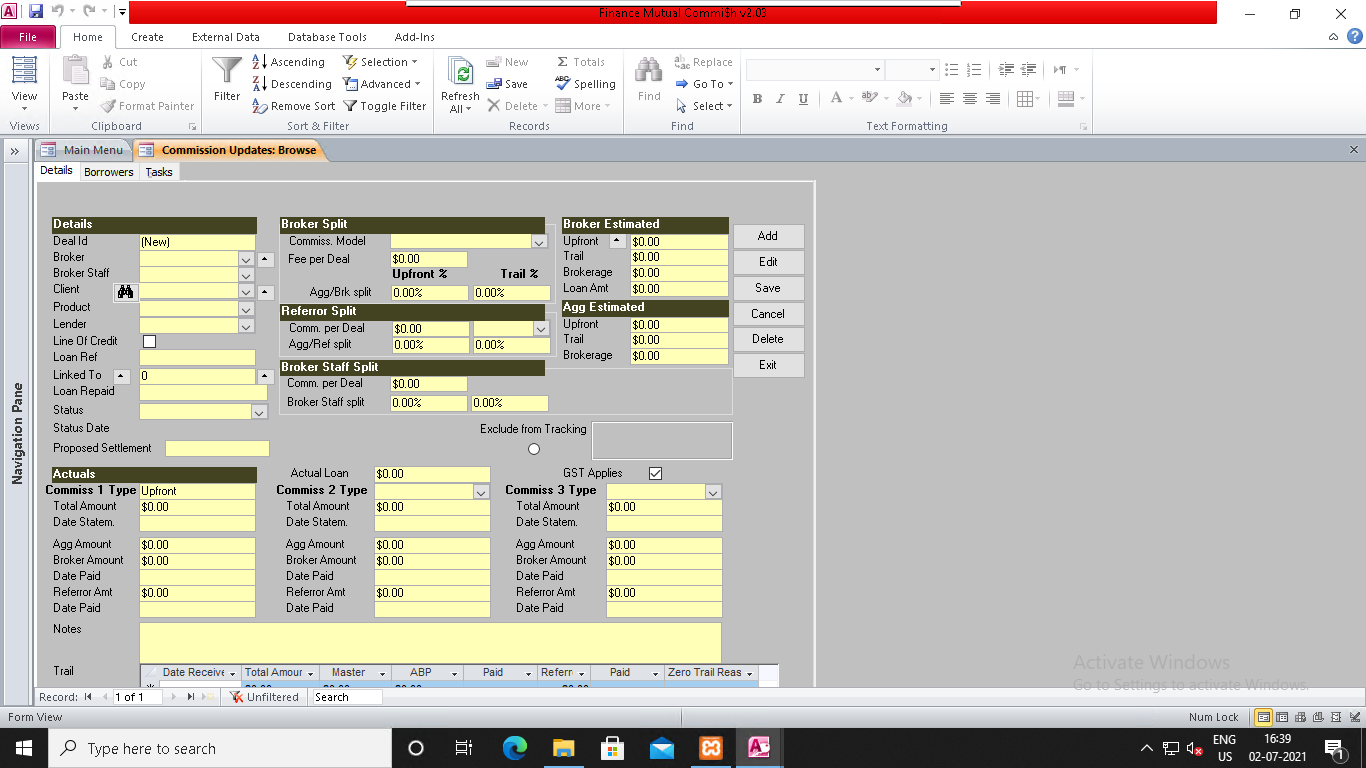 Finance Mutual Commi$h v2.03
File Home Create External Data Database Tools Add-Ins
View Paste Cut Copy Format Painter Filter Ascending Descending Remove Sort Selection Advanced Toggle Filter Refresh All New Save Delete Totals Spelling More Find Replace Go To Select
Views Clipboard Sort & Filter Records Find Text Formatting
Main Menu Commission Updates: Browse
Details Borrowers Tasks
Navigation Pane
Details
Deal Id (New)
Broker
Broker Staff
Client
Product
Lender
Line Of Credit
Loan Ref
Linked To 0
Loan Repaid
Status
Status Date
Proposed Settlement
Broker Split
Commiss. Model
Fee per Deal $0.00
Upfront % Trail %
Agg/Brk split 0.00% 0.00%
Referror Split
Comm. per Deal $0.00
Agg/Ref split 0.00% 0.00%
Broker Staff Split
Comm. per Deal $0.00
Broker Staff split 0.00% 0.00%
Broker Estimated
Upfront $0.00
Trail $0.00
Brokerage $0.00
Loan Amt $0.00
Agg Estimated
Upfront $0.00
Trail $0.00
Brokerage $0.00
Add
Edit
Save
Cancel
Delete
Exit
Exclude from Tracking
Actuals Actual Loan $0.00 GST Applies
Commiss 1 Type Upfront Commiss 2 Type Commiss 3 Type
Total Amount $0.00 Total Amount $0.00 Total Amount $0.00
Date Statem. Date Statem. Date Statem.
Agg Amount $0.00 Agg Amount $0.00 Agg Amount $0.00
Broker Amount $0.00 Broker Amount $0.00 Broker Amount $0.00
Date Paid Date Paid Date Paid
Referror Amt $0.00 Referror Amt $0.00 Referror Amt $0.00
Date Paid Date Paid Date Paid
Notes
Trail Date Receive Total Amour Master ABP Paid Referr Paid Zero Trail Reas
Record: 1 of 1 Unfiltered Search
Activate Windows
Go to Settings to activate Windows.
Form View Num Lock
Type here to search ENG US 16:39 02-07-2021 1